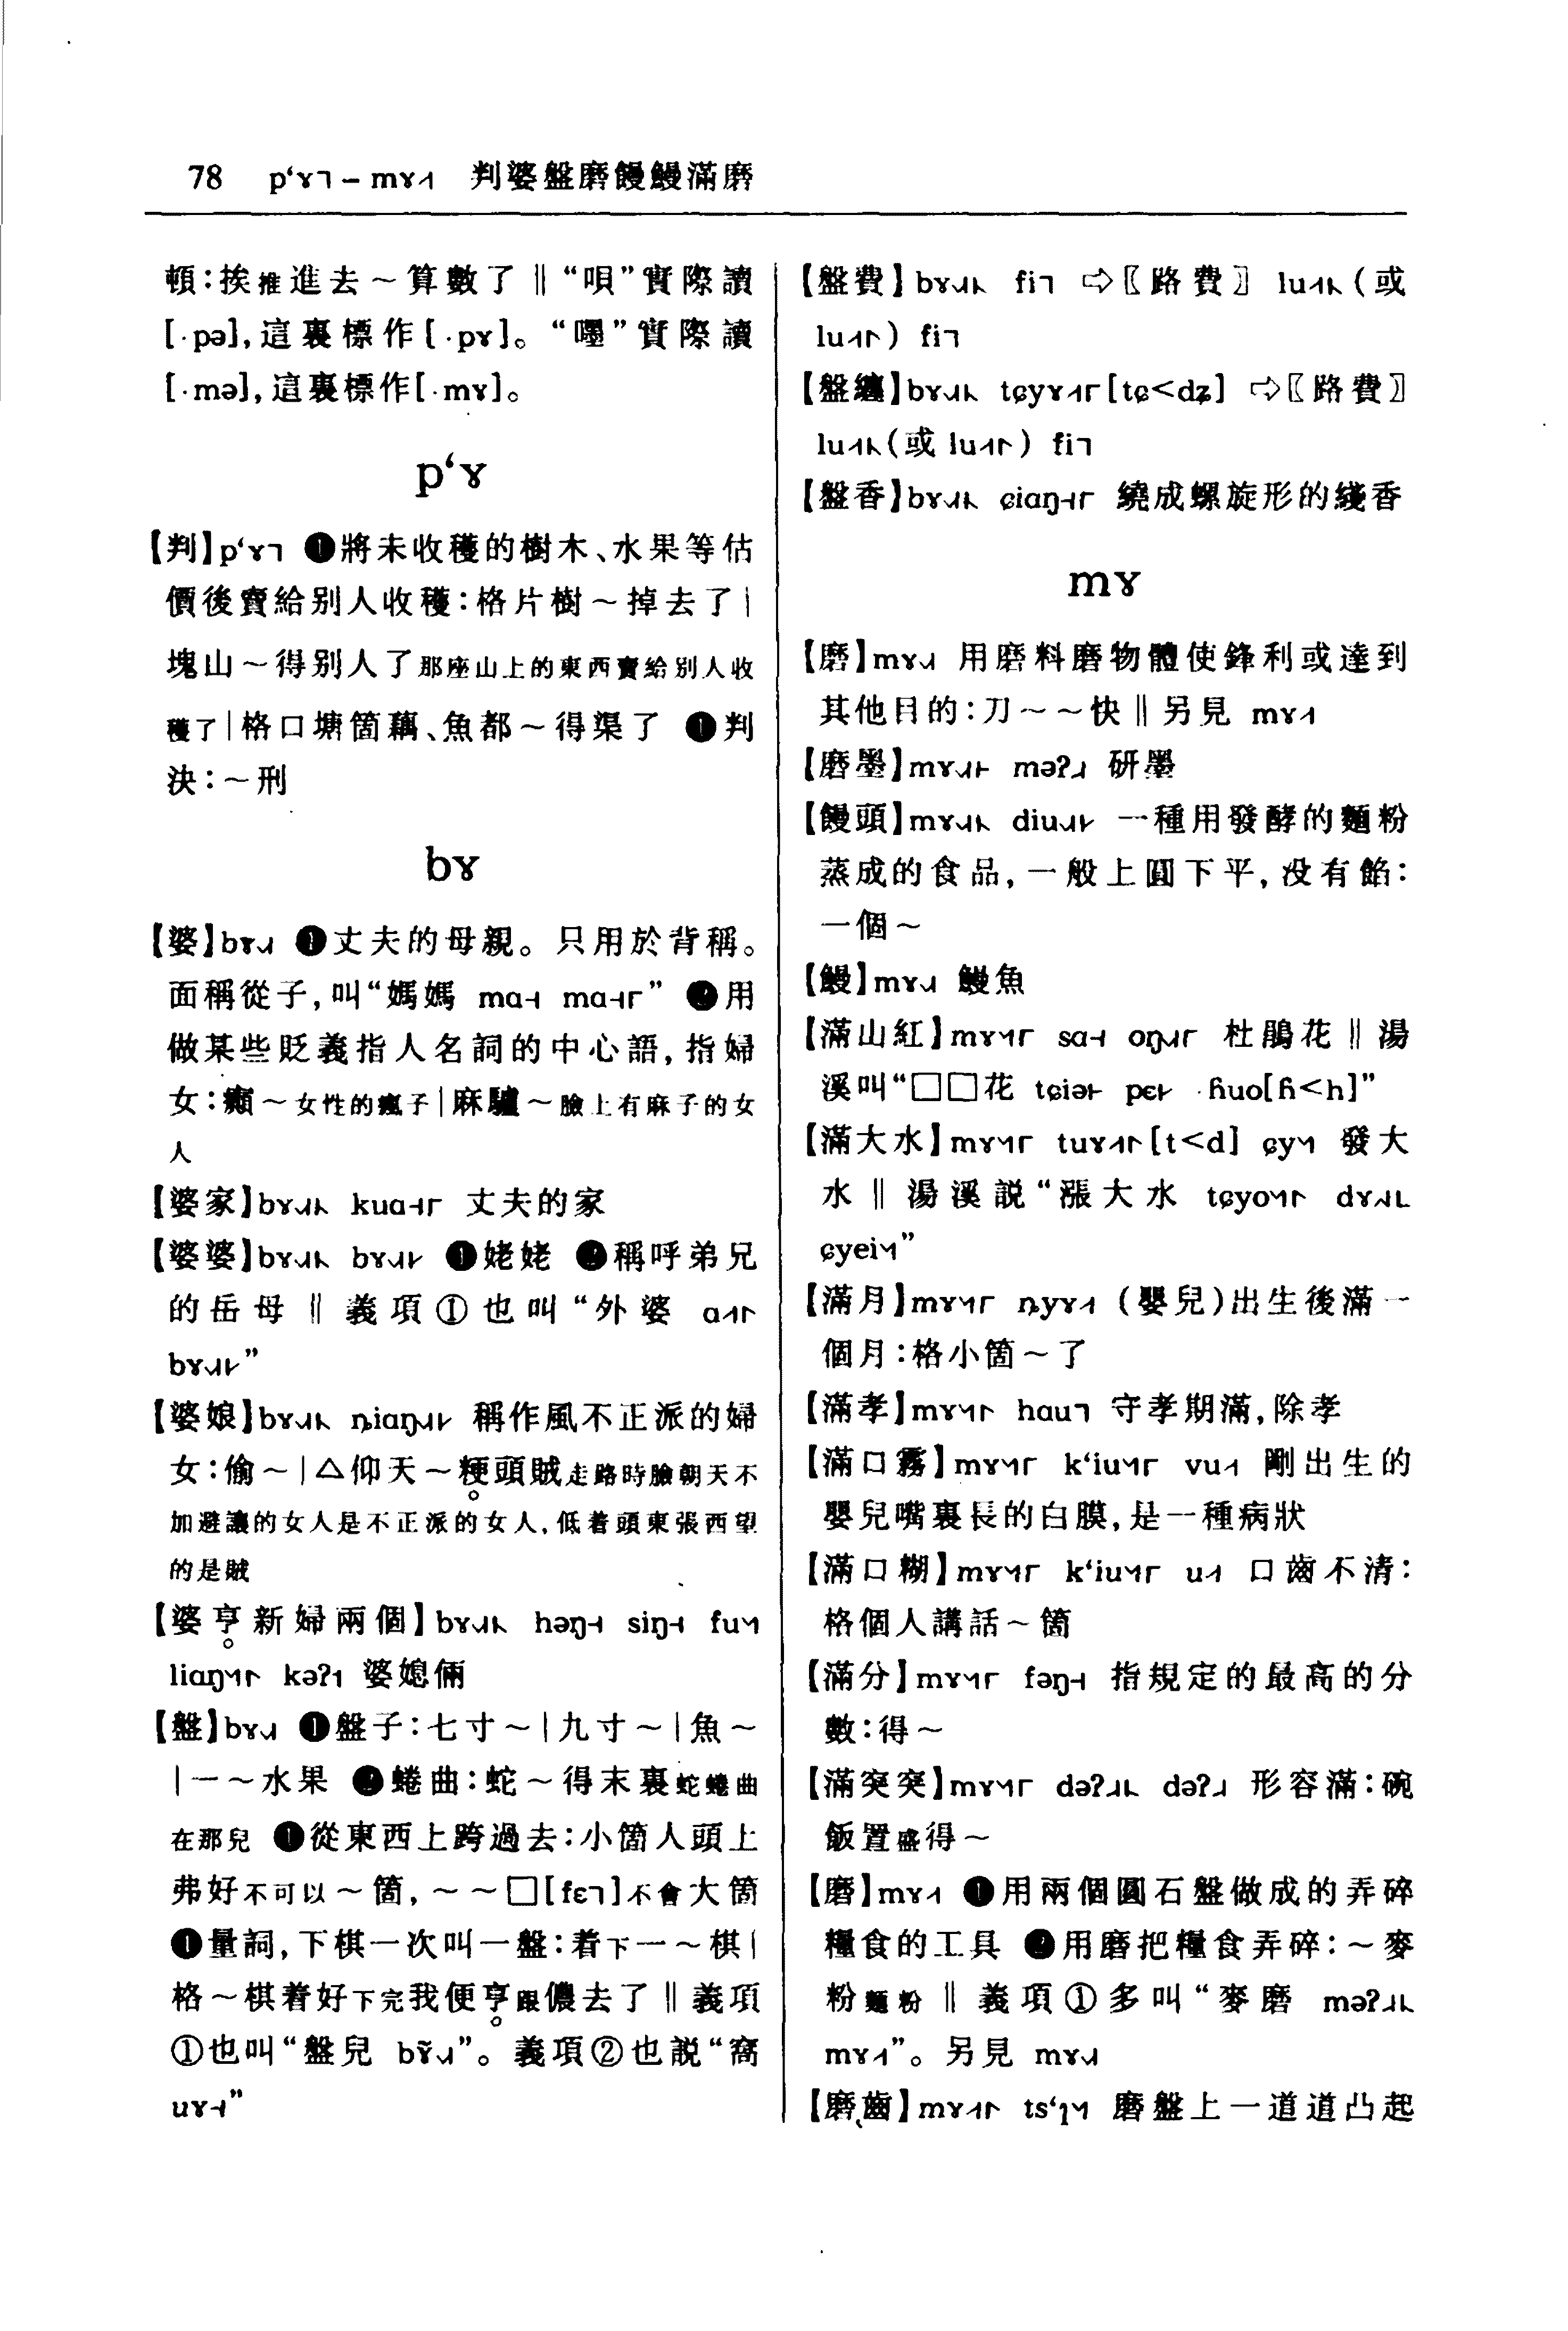 78 p‘ɤ˥ – mɤ˩˦ 判婆盤磨饅鰻滿磨
頓：挨推進去～算數了‖“唄”實際讀
[·pə]，這裏標作[·pɤ]。“嚜”實際讀
[·mə]，這裏標作[·mɤ]。
p‘ɤ
【判】p‘ɤ˥ ❶將未收穫的樹木、水果等估
價後賣給别人收穫：格片樹～掉去了｜
塊山～得别人了那座山上的東西賣給别人收
穫了｜格口塘箇藕、魚都～得渠了 ❶判
決：～刑
bɤ
【婆】bɤ ❶丈夫的母親。只用於背稱。
面稱從子，叫“媽媽 mɑ mɑ” ❷用
做某些貶義指人名詞的中心語，指婦
女：癲～女性的瘋子｜麻驢～臉上有麻子的女
人
【婆家】bɤ kuɑ 丈夫的家
【婆婆】bɤ bɤ ❶姥姥 ❷稱呼弟兄
的岳母‖義項①也叫“外婆 ɑ
bɤ”
【婆娘】bɤ ȵiɑŋ 稱作風不正派的婦
女：偷～｜△仰天～粳頭賊走路時臉朝天不
加避讓的女人是不正派的女人，低着頭東張西望
的是賊
【婆亨新婦兩個】bɤ həŋ siŋ fu
liɑŋ kəʔ 婆媳倆
【盤】bɤ ❶盤子：七寸～｜九寸～｜魚～
｜一～水果 ❷蜷曲：蛇～得末裏蛇蜷曲
在那兒 ❶從東西上跨過去：小箇人頭上
弗好不可以～箇，～～□[fɛ˥]不會大箇
❶量詞，下棋一次叫一盤：着下一～棋｜
格～棋着好下完我便亨跟儂去了‖義項
①也叫“盤兒 bɤ̃”。義項②也説“窩
uɤ”
【盤費】bɤ fi˥ ⇨〖路費〗 lu（或
lu）fi˥
【盤纏】bɤ tɕyɤ[tɕ<dʑ] ⇨〖路費〗
lu（或 lu）fi˥
【盤香】bɤ ɕiɑŋ 繞成螺旋形的綫香
mɤ
【磨】mɤ 用磨料磨物體使鋒利或達到
其他目的：刀～～快‖另見 mɤ
【磨墨】mɤ məʔ 研墨
【饅頭】mɤ diu 一種用發酵的麵粉
蒸成的食品，一般上圓下平，没有餡：
一個～
【鰻】mɤ 鰻魚
【滿山紅】mɤ sɑ oŋ 杜鵑花‖湯
溪叫“□□花 tɕiə pɛ ·ɦuo[ɦ<h]”
【滿大水】mɤ tuɤ[t<d] ɕy 發大
水‖湯溪説“漲大水 tɕyo dɤ
ɕyei”
【滿月】mɤ ȵyɤ （嬰兒）出生後滿一
個月：格小箇～了
【滿孝】mɤ hɑu˥ 守孝期滿，除孝
【滿口霧】mɤ k‘iu vu 剛出生的
嬰兒嘴裏長的白膜，是一種病狀
【滿口糊】mɤ k‘iu u 口齒不清：
格個人講話～箇
【滿分】mɤ fəŋ 指規定的最高的分
數：得～
【滿突突】mɤ dəʔ dəʔ 形容滿：碗
飯置盛得～
【磨】mɤ ❶用兩個圓石盤做成的弄碎
糧食的工具 ❷用磨把糧食弄碎：～麥
粉麵粉‖義項①多叫“麥磨 məʔ
mɤ”。另見 mɤ
【磨齒】mɤ ts‘ɿ 磨盤上一道道凸起